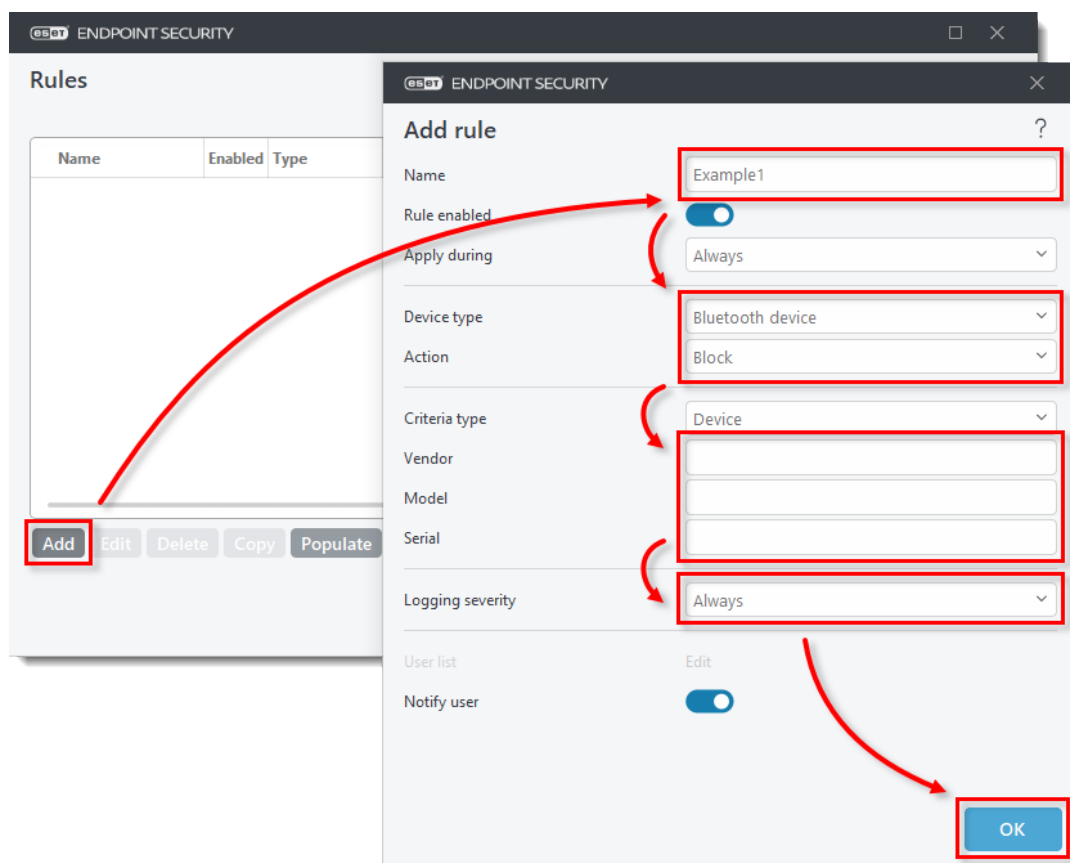 eset ENDPOINT SECURITY
Rules
Name Enabled Type
Add Edit Delete Copy Populate
eset ENDPOINT SECURITY
Add rule ?
Name Example1
Rule enabled
Apply during Always
Device type Bluetooth device
Action Block
Criteria type Device
Vendor
Model
Serial
Logging severity Always
User list Edit
Notify user
OK